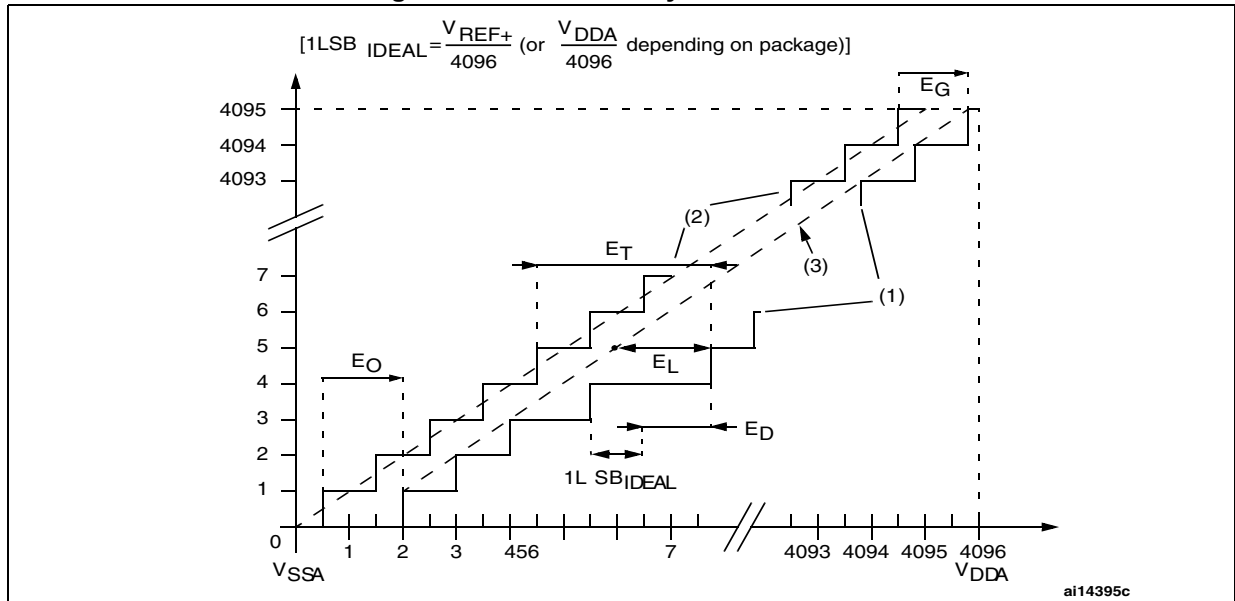 [1LSB IDEAL = VREF+ / 4096 (or VDDA / 4096 depending on package)]
EG
4095
4094
4093
(2)
ET
(3)
7
(1)
6
5
EO
EL
4
3
ED
2
1L SBIDEAL
1
0
1 2 3 456 7 4093 4094 4095 4096
VSSA VDDA
ai14395c